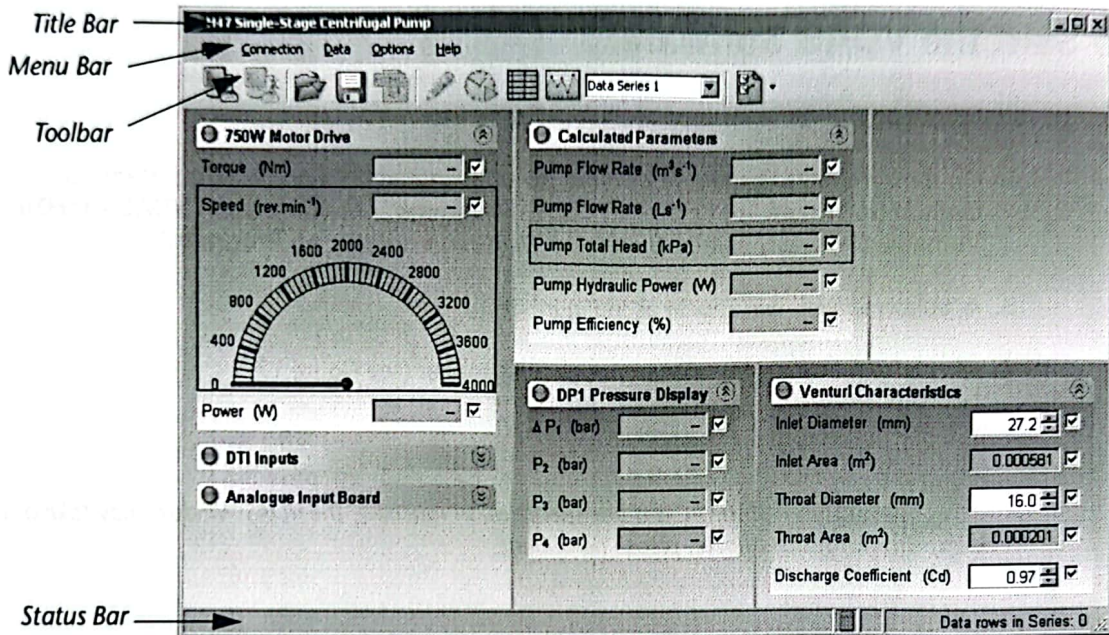 Title Bar
H47 Single-Stage Centrifugal Pump
Menu Bar
Connection Data Options Help
Toolbar
Data Series 1
750W Motor Drive
Torque (Nm) --
Speed (rev.min⁻¹) --
0 400 800 1200 1600 2000 2400 2800 3200 3600 4000
Power (W) --
DTI Inputs
Analogue Input Board
Calculated Parameters
Pump Flow Rate (m³s⁻¹) --
Pump Flow Rate (Ls⁻¹) --
Pump Total Head (kPa) --
Pump Hydraulic Power (W) --
Pump Efficiency (%) --
DP1 Pressure Display
Δ P₁ (bar) --
P₂ (bar) --
P₃ (bar) --
P₄ (bar) --
Venturi Characteristics
Inlet Diameter (mm) 27.2
Inlet Area (m²) 0.000581
Throat Diameter (mm) 16.0
Throat Area (m²) 0.000201
Discharge Coefficient (Cd) 0.97
Status Bar
Data rows in Series: 0